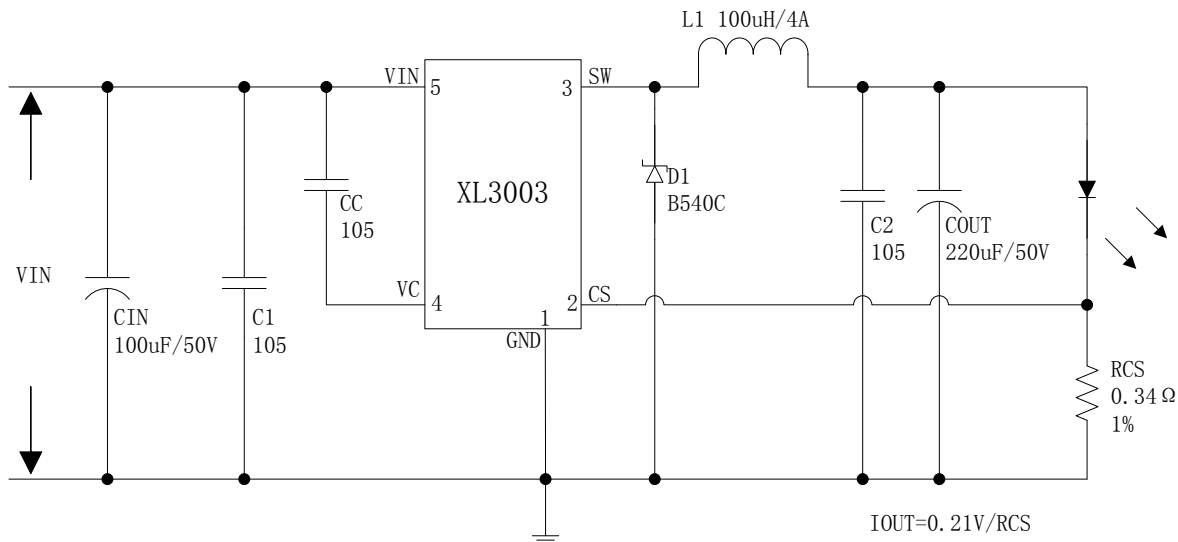 L1 100uH/4A
VIN
5
3
SW
XL3003
D1
B540C
CC
105
C2
105
COUT
220uF/50V
VIN
VC
4
2
CS
CIN
100uF/50V
C1
105
1
GND
RCS
0.34Ω
1%
IOUT=0.21V/RCS